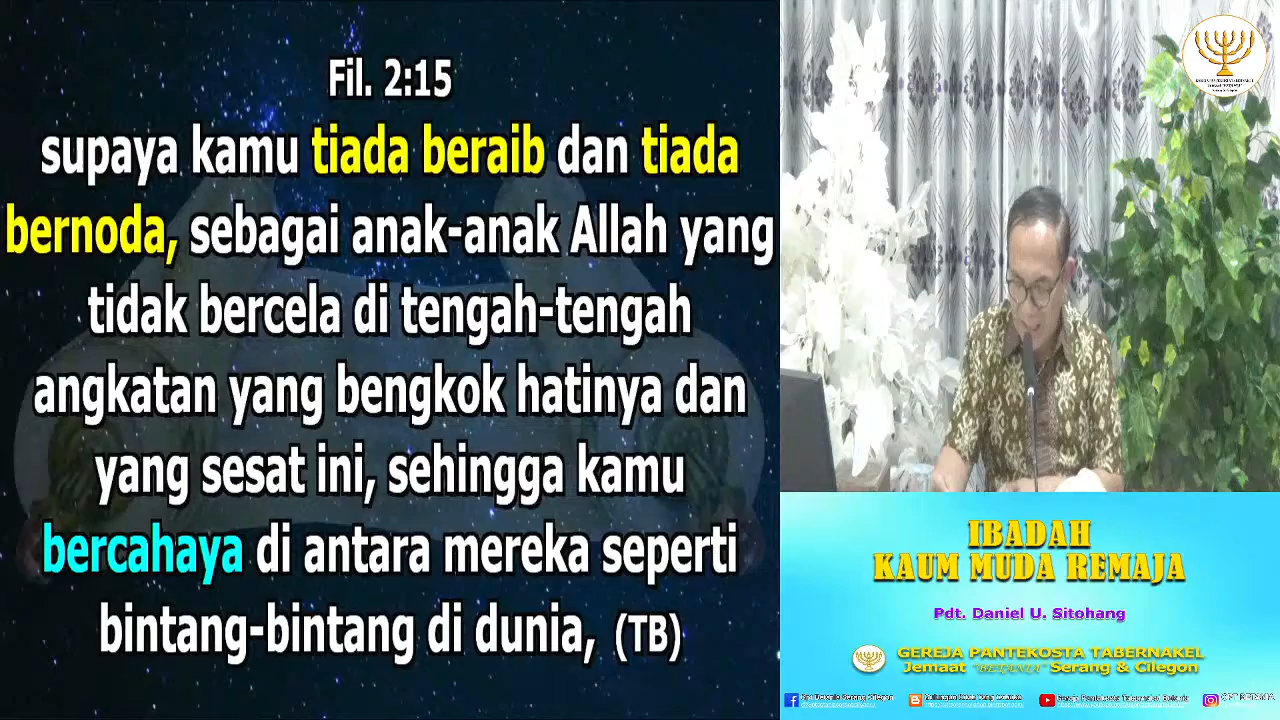 Fil. 2:15
supaya kamu tiada beraib dan tiada
bernoda, sebagai anak-anak Allah yang
tidak bercela di tengah-tengah
angkatan yang bengkok hatinya dan
yang sesat ini, sehingga kamu
bercahaya di antara mereka seperti
bintang-bintang di dunia, (TB)
IBADAH
KAUM MUDA REMAJA
Pdt. Daniel U. Sitohang
GEREJA PANTEKOSTA TABERNAKEL
Jemaat "BETANIA" Serang & Cilegon